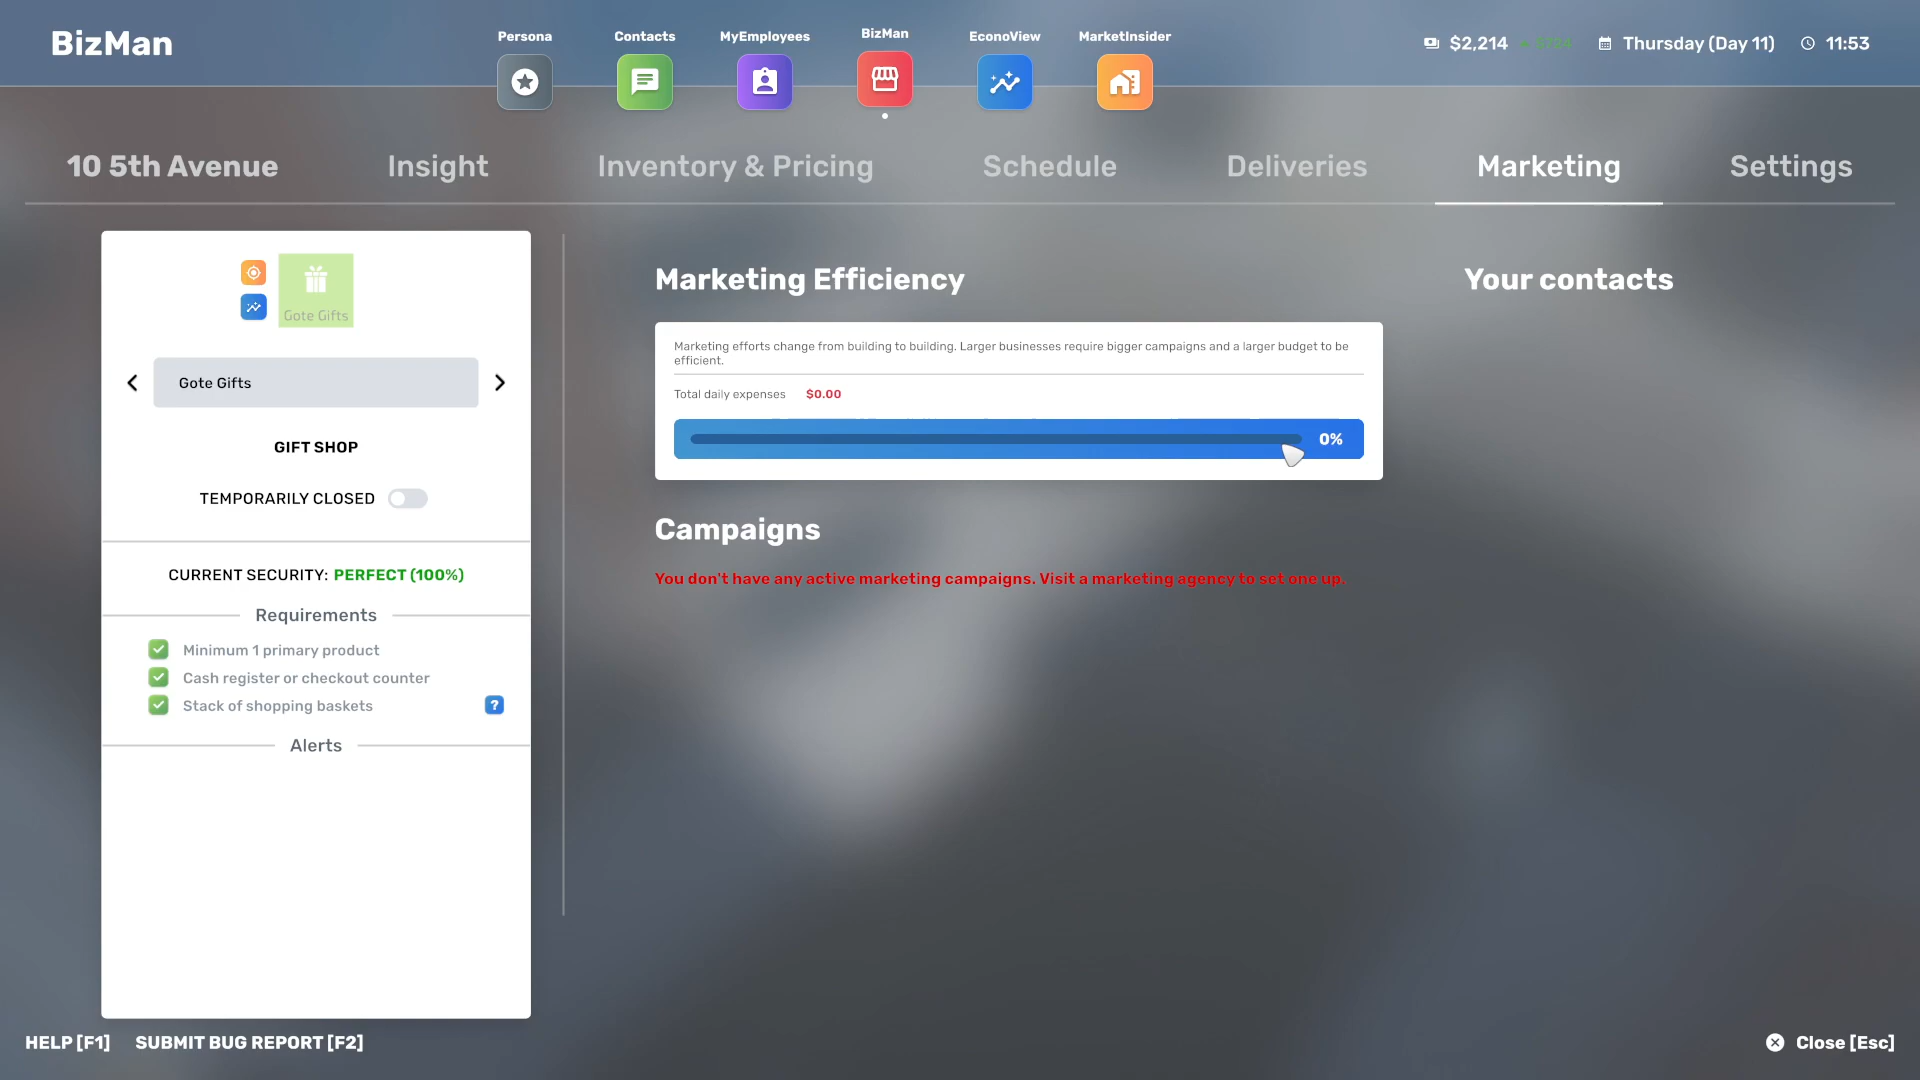 BizMan
Persona
Contacts
MyEmployees
BizMan
EconoView
MarketInsider
$2,214
Thursday (Day 11)
11:53
10 5th Avenue
Insight
Inventory & Pricing
Schedule
Deliveries
Marketing
Settings
Gote Gifts
Gote Gifts
GIFT SHOP
TEMPORARILY CLOSED
CURRENT SECURITY: PERFECT (100%)
Requirements
Minimum 1 primary product
Cash register or checkout counter
Stack of shopping baskets
?
Alerts
Marketing Efficiency
Marketing efforts change from building to building. Larger businesses require bigger campaigns and a larger budget to be
efficient.
Total daily expenses $0.00
0%
Campaigns
You don't have any active marketing campaigns. Visit a marketing agency to set one up.
Your contacts
HELP [F1]
SUBMIT BUG REPORT [F2]
Close [Esc]